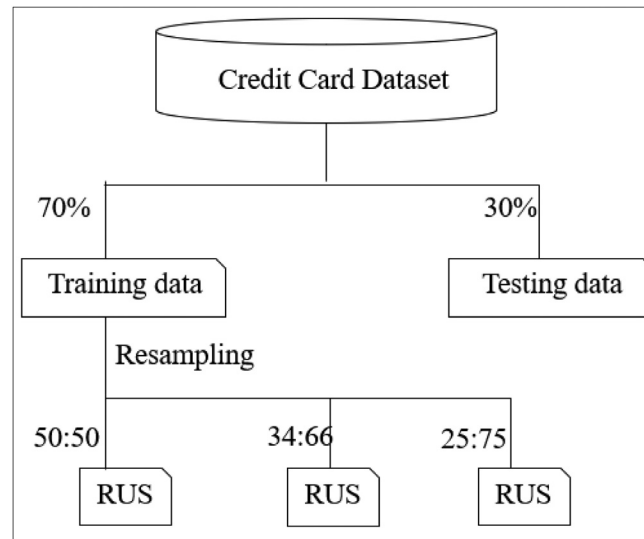 Credit Card Dataset
70%
30%
Training data
Testing data
Resampling
50:50
34:66
25:75
RUS
RUS
RUS